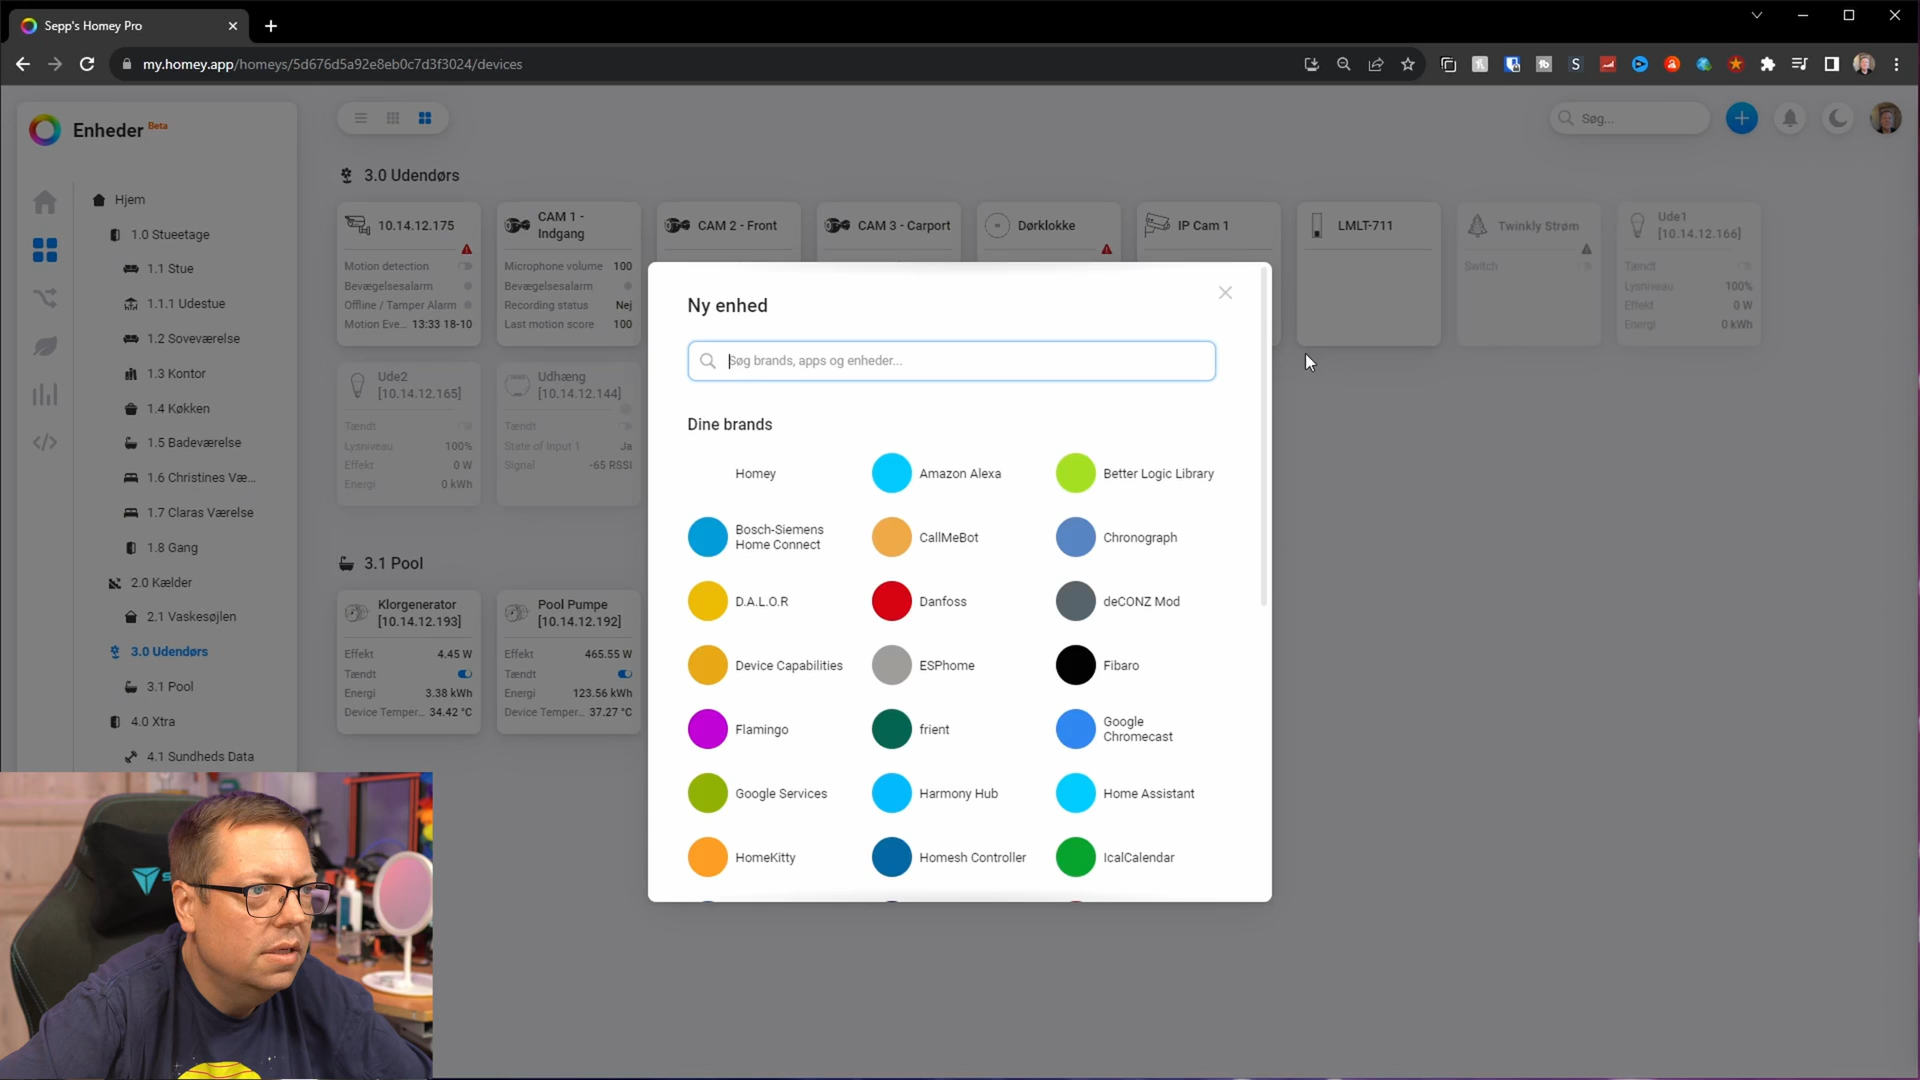 Sepp's Homey Pro
my.homey.app/homeys/5d676d5a92e8eb0c7d3f3024/devices
Enheder Beta
Søg...
Hjem
1.0 Stueetage
1.1 Stue
1.1.1 Udestue
1.2 Soveværelse
1.3 Kontor
1.4 Køkken
1.5 Badeværelse
1.6 Christines Væ...
1.7 Claras Værelse
1.8 Gang
2.0 Kælder
2.1 Vaskesøjlen
3.0 Udendørs
3.1 Pool
4.0 Xtra
4.1 Sundheds Data
3.0 Udendørs
10.14.12.175
Motion detection
Bevægelsesalarm
Offline / Tamper Alarm
Motion Eve... 13:33 18-10
CAM 1 -
Indgang
Microphone volume 100
Bevægelsesalarm
Recording status Nej
Last motion score 100
CAM 2 - Front
CAM 3 - Carport
Dørklokke
IP Cam 1
LMLT-711
Twinkly Strøm
Switch
Ude1
[10.14.12.166]
Tændt
Lysniveau 100%
Effekt 0 W
Energi 0 kWh
Ude2
[10.14.12.165]
Tændt
Lysniveau 100%
Effekt 0 W
Energi 0 kWh
Udhæng
[10.14.12.144]
Tændt
State of Input 1 Ja
Signal -65 RSSI
3.1 Pool
Klorgenerator
[10.14.12.193]
Effekt 4.45 W
Tændt
Energi 3.38 kWh
Device Temper... 34.42 °C
Pool Pumpe
[10.14.12.192]
Effekt 465.55 W
Tændt
Energi 123.56 kWh
Device Temper... 37.27 °C
Ny enhed
Søg brands, apps og enheder...
Dine brands
Homey
Amazon Alexa
Better Logic Library
Bosch-Siemens
Home Connect
CallMeBot
Chronograph
D.A.L.O.R
Danfoss
deCONZ Mod
Device Capabilities
ESPhome
Fibaro
Flamingo
frient
Google
Chromecast
Google Services
Harmony Hub
Home Assistant
HomeKitty
Homesh Controller
IcalCalendar